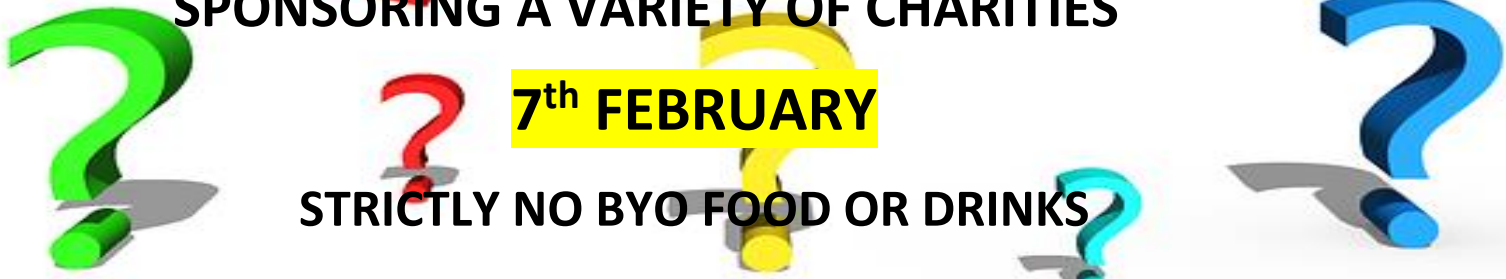 SPONSORING A VARIETY OF CHARITIES
7th FEBRUARY
STRICTLY NO BYO FOOD OR DRINKS